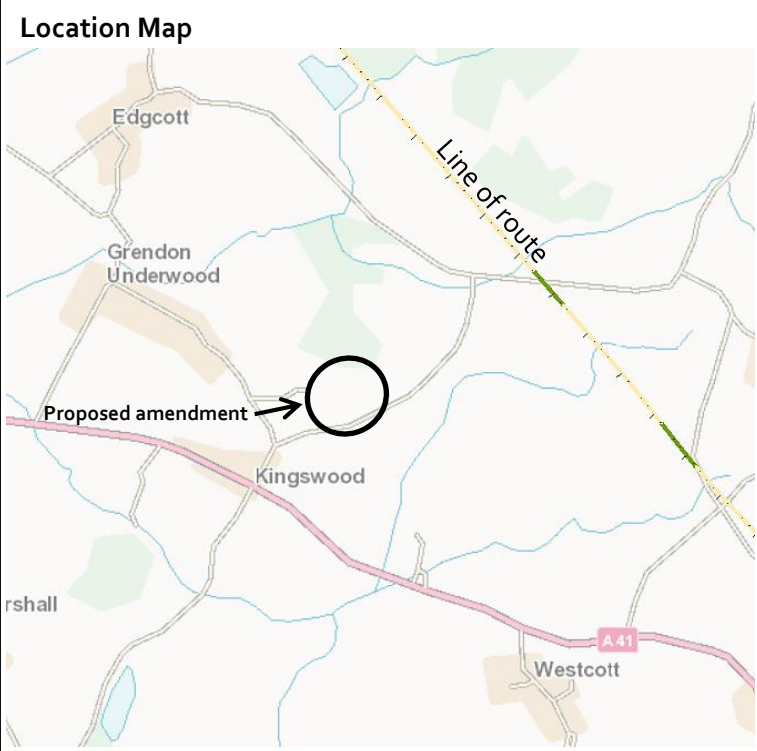 Location Map
Edgcott
Line of route
Grendon
Underwood
Proposed amendment
Kingswood
rshall
A 41
Westcott